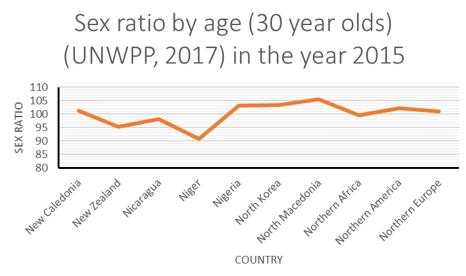 Sex ratio by age (30 year olds)
(UNWPP, 2017) in the year 2015
110
105
100
95
90
85
80
SEX RATIO
New Caledonia
New Zealand
Nicaragua
Niger
Nigeria
North Korea
North Macedonia
Northern Africa
Northern America
Northern Europe
COUNTRY